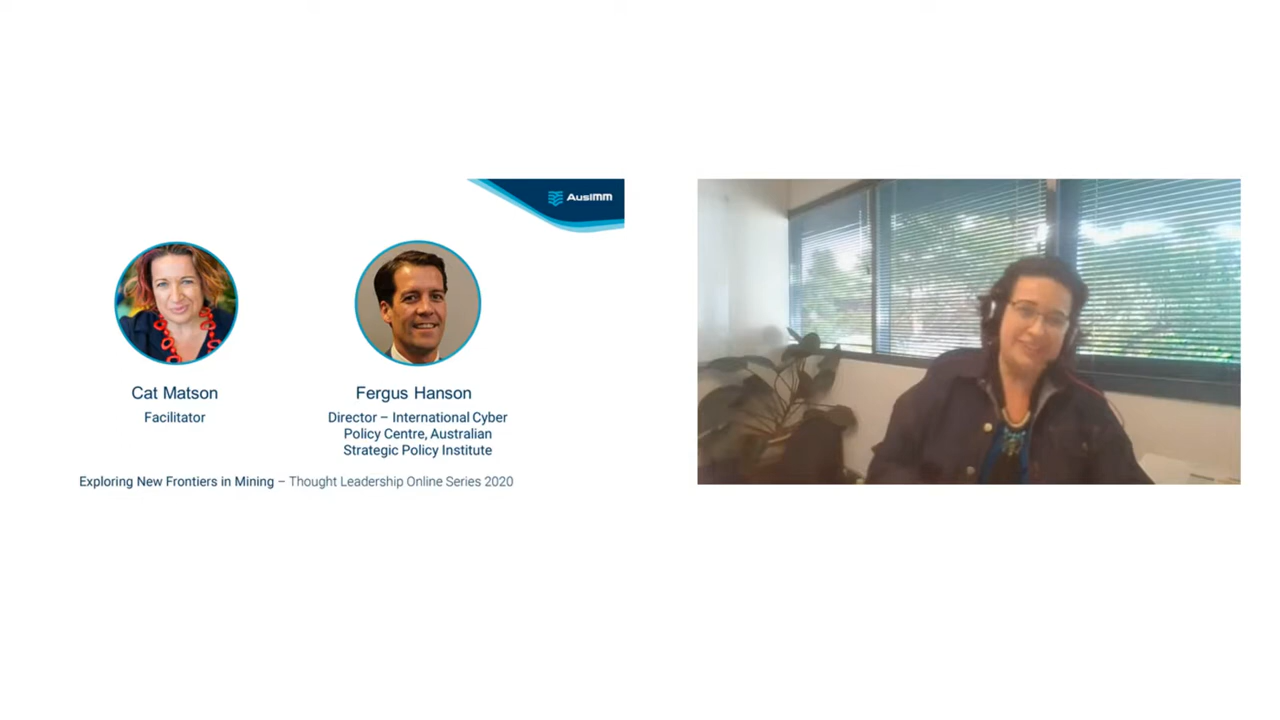 AusIMM
Cat Matson
Facilitator
Fergus Hanson
Director – International Cyber
Policy Centre, Australian
Strategic Policy Institute
Exploring New Frontiers in Mining – Thought Leadership Online Series 2020